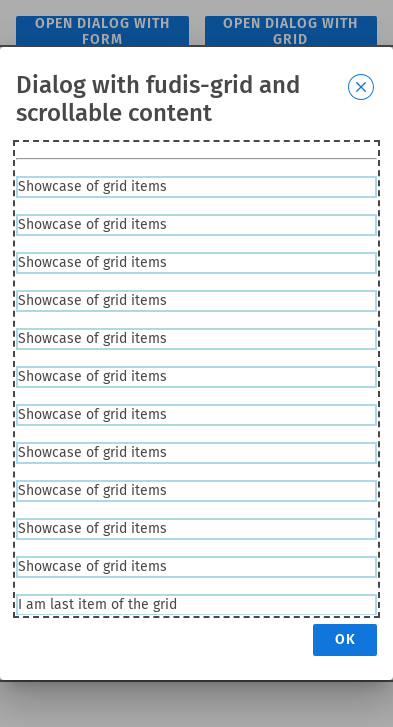 OPEN DIALOG WITH
FORM
OPEN DIALOG WITH
GRID
Dialog with fudis-grid and
scrollable content
Showcase of grid items
Showcase of grid items
Showcase of grid items
Showcase of grid items
Showcase of grid items
Showcase of grid items
Showcase of grid items
Showcase of grid items
Showcase of grid items
Showcase of grid items
Showcase of grid items
I am last item of the grid
OK